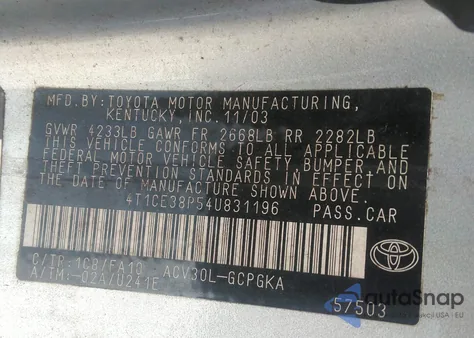 MFD.BY:TOYOTA MOTOR MANUFACTURING,
KENTUCKY,INC.11/03
GVWR 4233LB GAWR FR 2668LB RR 2282LB
THIS VEHICLE CONFORMS TO ALL APPLICABLE
FEDERAL MOTOR VEHICLE SAFETY, BUMPER,AND
THEFT PREVENTION STANDARDS IN EFFECT ON
THE DATE OF MANUFACTURE SHOWN ABOVE.
4T1CE38P54U831196 PASS.CAR
C/TR:1C8/FA10 ACV30L-GCPGKA
A/TM:-02A/U241E
TOYOTA
57503
autoSnap